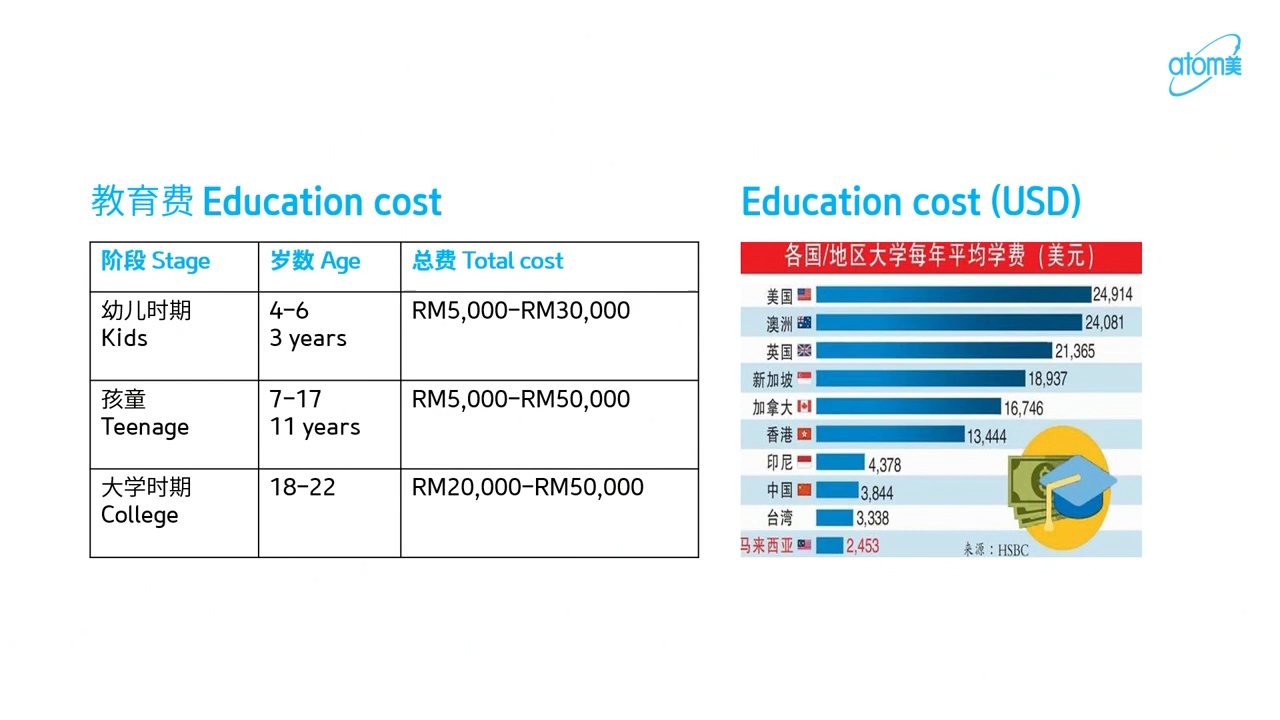 atom美
教育费 Education cost
阶段 Stage
岁数 Age
总费 Total cost
幼儿时期
Kids
4-6
3 years
RM5,000-RM30,000
孩童
Teenage
7-17
11 years
RM5,000-RM50,000
大学时期
College
18-22
RM20,000-RM50,000
Education cost (USD)
各国/地区大学每年平均学费（美元）
美国 24,914
澳洲 24,081
英国 21,365
新加坡 18,937
加拿大 16,746
香港 13,444
印尼 4,378
中国 3,844
台湾 3,338
马来西亚 2,453
来源：HSBC